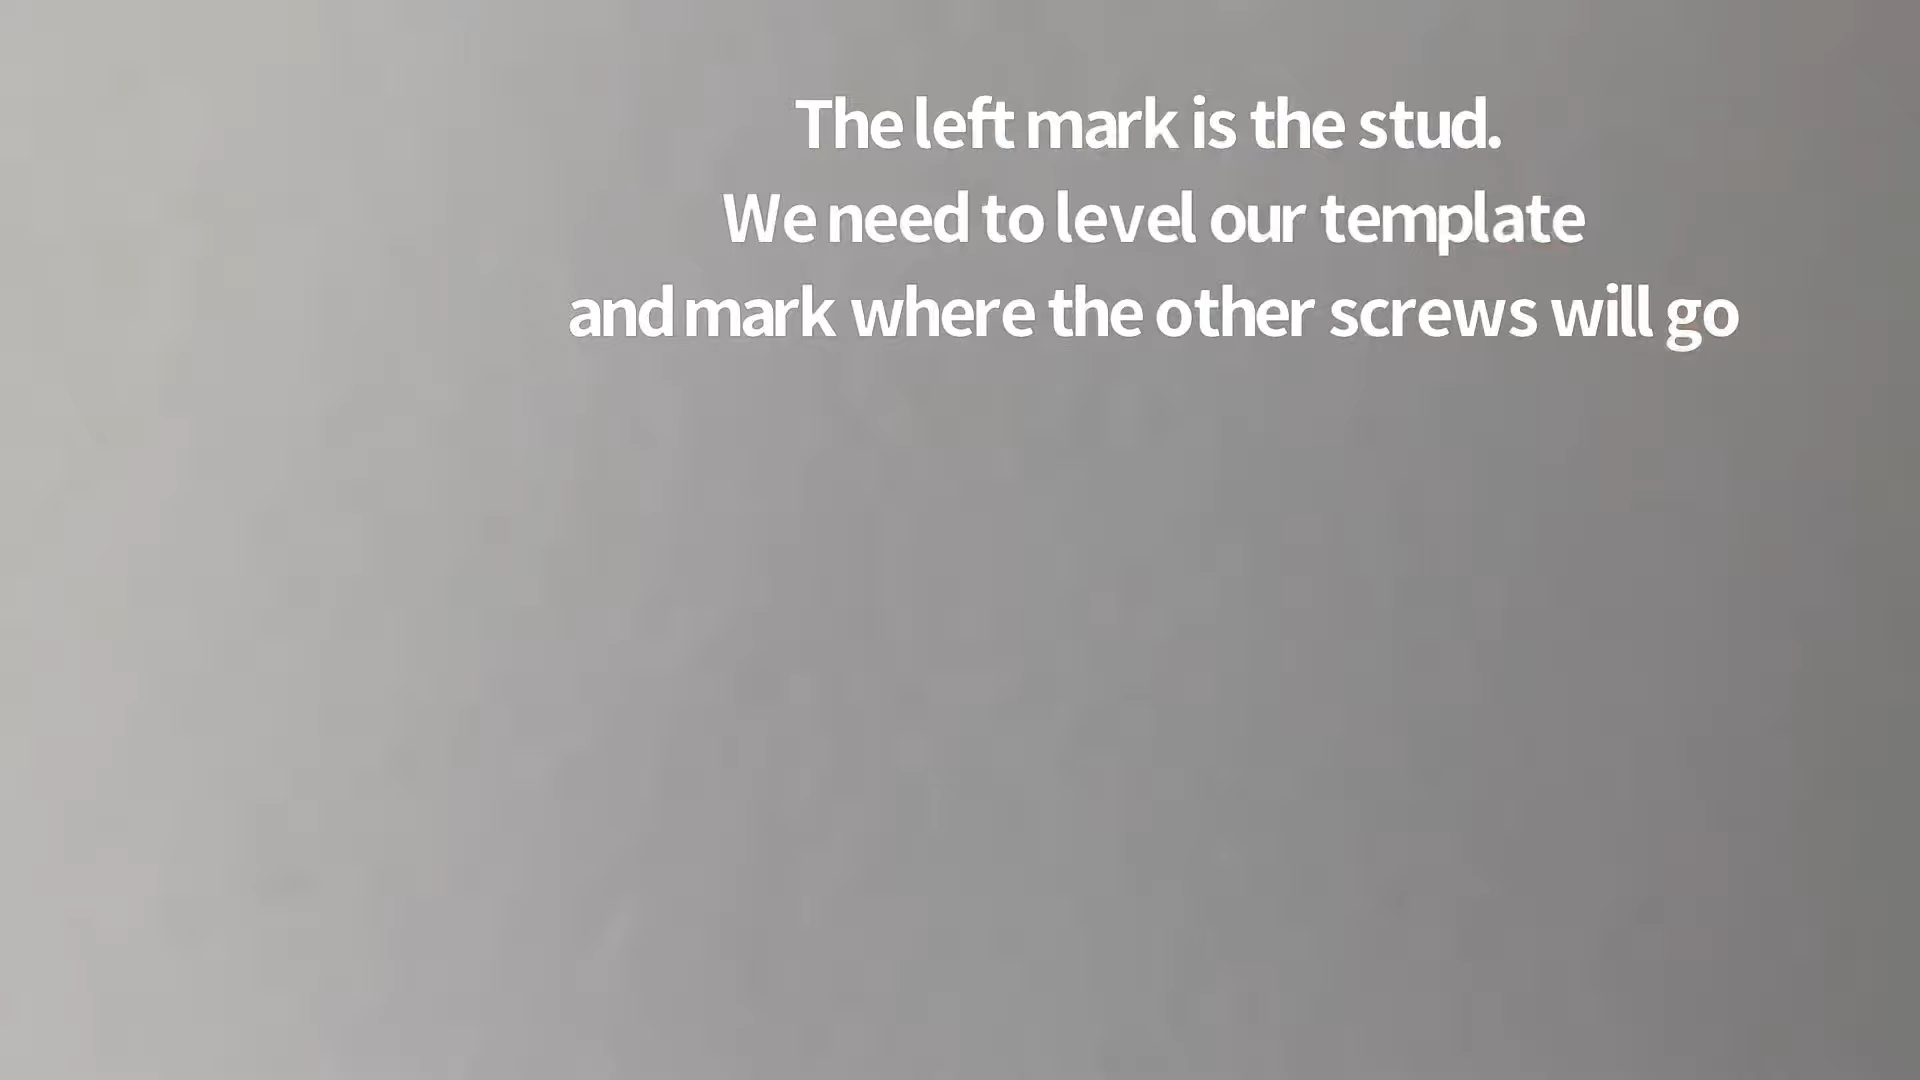 The left mark is the stud.
We need to level our template
and mark where the other screws will go